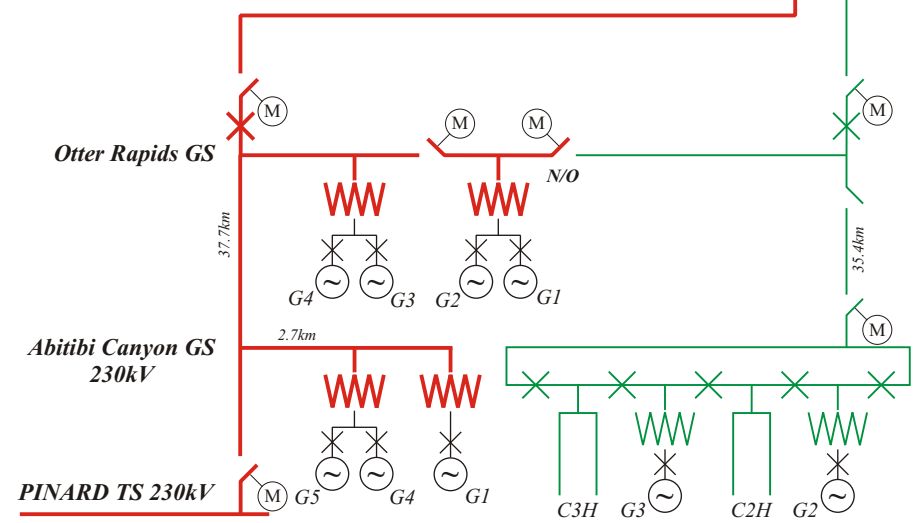 M
M
M
M
Otter Rapids GS
N/O
37.7km
35.4km
G4
G3
G2
G1
~
~
~
~
M
2.7km
Abitibi Canyon GS
230kV
PINARD TS 230kV
M
G5
G4
G1
C3H
G3
C2H
G2
~
~
~
~
~